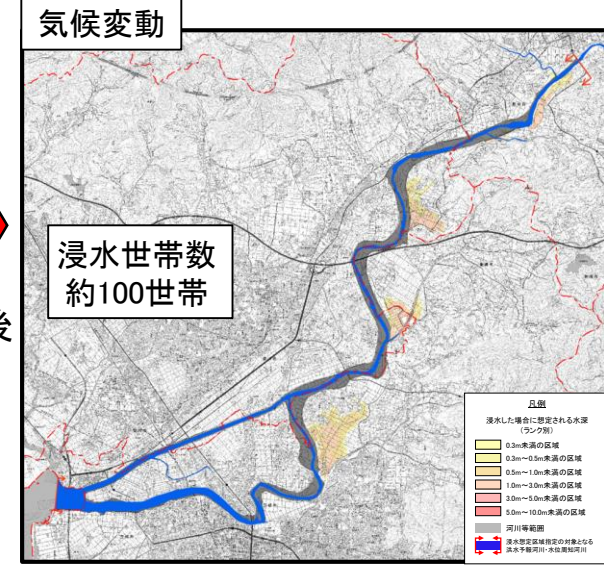 気候変動
浸水世帯数
約100世帯
後
凡例
浸水した場合に想定される水深
(ランク別)
0.3m未満の区域
0.3m～0.5m未満の区域
0.5m～1.0m未満の区域
1.0m～3.0m未満の区域
3.0m～5.0m未満の区域
5.0m～10.0m未満の区域
河川等範囲
浸水想定区域指定の対象となる
洪水予報河川・水位周知河川